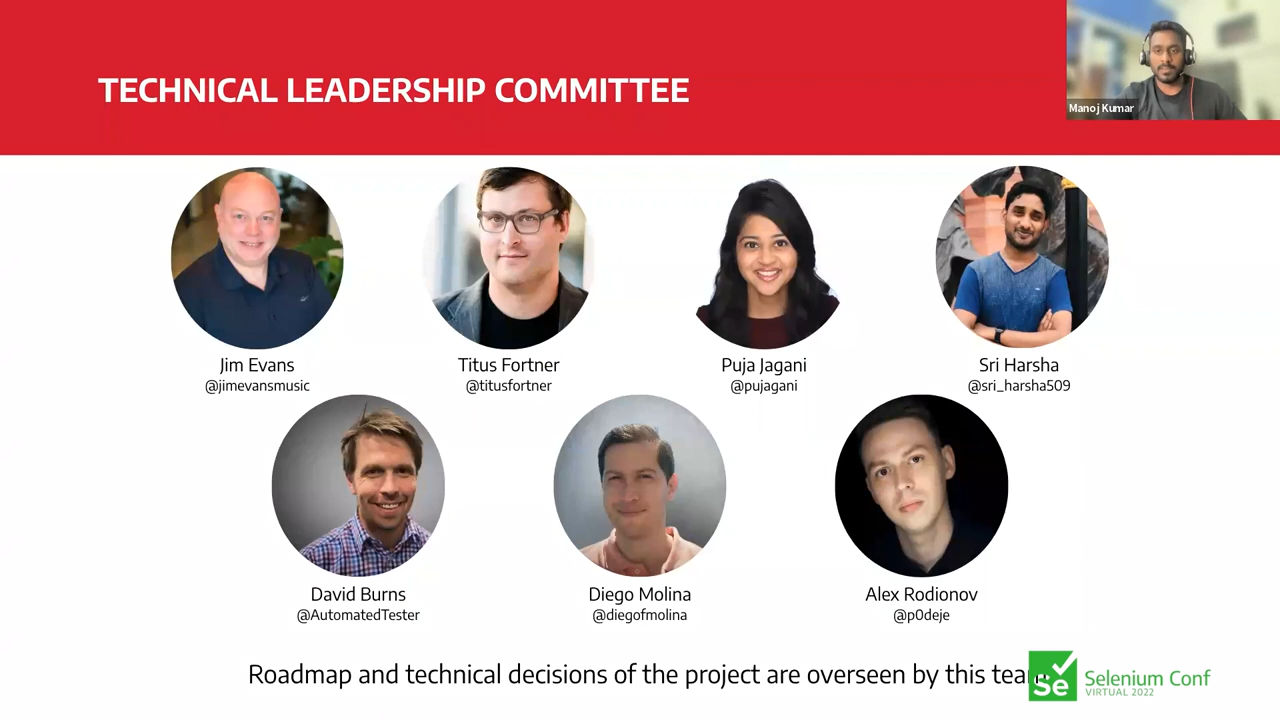 TECHNICAL LEADERSHIP COMMITTEE
Manoj Kumar
Jim Evans
@jimevansmusic
Titus Fortner
@titusfortner
Puja Jagani
@pujagani
Sri Harsha
@sri_harsha509
David Burns
@AutomatedTester
Diego Molina
@diegofmolina
Alex Rodionov
@p0deje
Roadmap and technical decisions of the project are overseen by this team
Se
Selenium Conf
VIRTUAL 2022